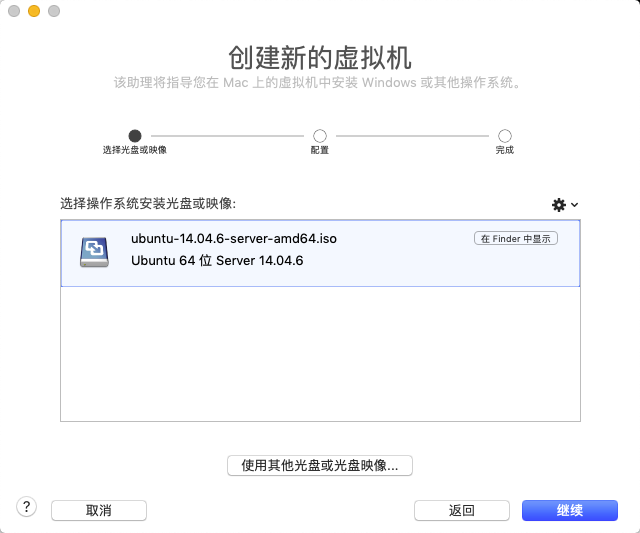 创建新的虚拟机
该助理将指导您在 Mac 上的虚拟机中安装 Windows 或其他操作系统。
选择光盘或映像
配置
完成
选择操作系统安装光盘或映像:
ubuntu-14.04.6-server-amd64.iso
在 Finder 中显示
Ubuntu 64 位 Server 14.04.6
使用其他光盘或光盘映像...
?
取消
返回
继续